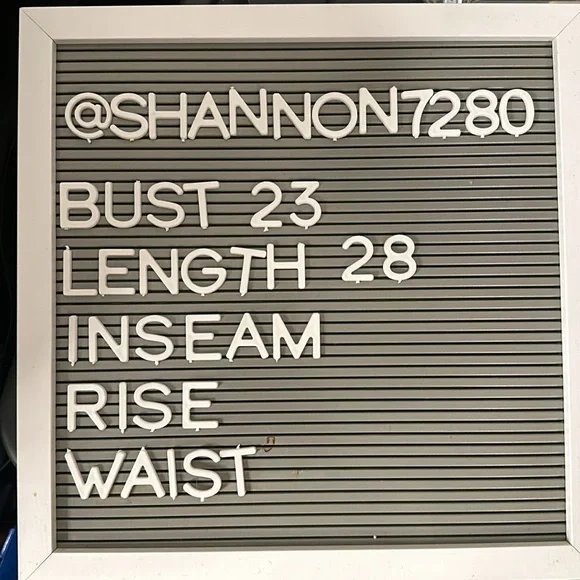 @SHANNON7280
BUST 23
LENGTH 28
INSEAM
RISE
WAIST